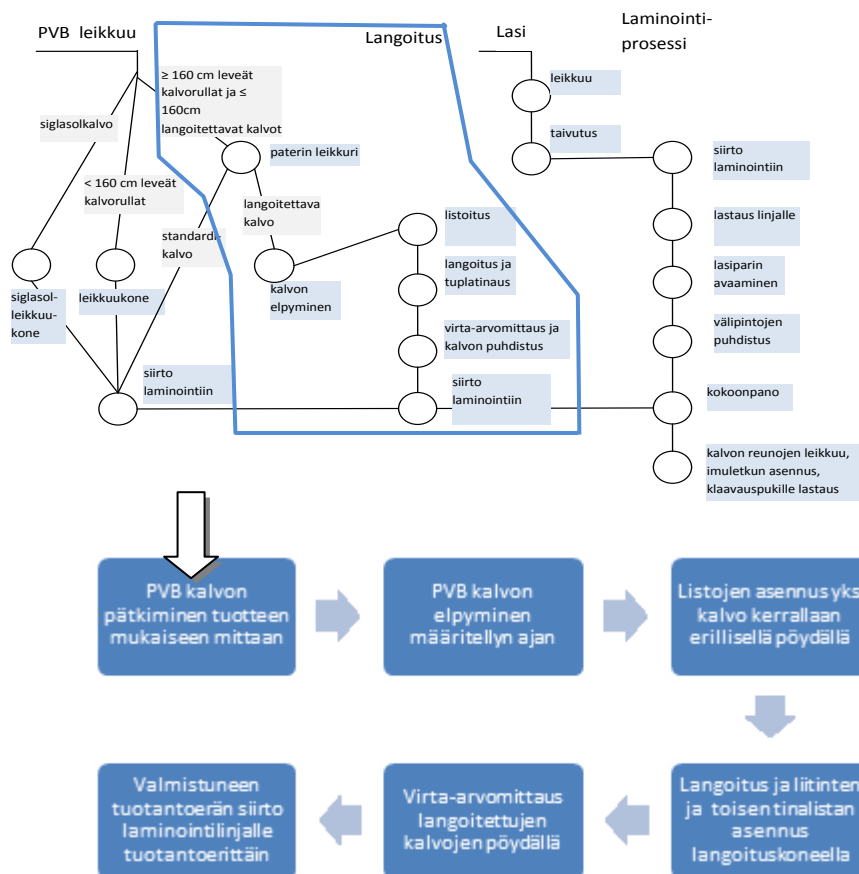 PVB leikkuu
Langoitus
Lasi
Laminointi-
prosessi
≥ 160 cm leveät
kalvorullat ja ≤
160cm
langoitettavat kalvot
siglasolkalvo
paterin leikkuri
< 160 cm leveät
kalvorullat
standardi-
kalvo
langoitettava
kalvo
siglasol-
leikkuu-
kone
leikkuukone
kalvon
elpyminen
siirto
laminointiin
listoitus
langoitus ja
tuplatinaus
virta-arvomittaus ja
kalvon puhdistus
siirto
laminointiin
leikkuu
taivutus
siirto
laminointiin
lastaus linjalle
lasiparin
avaaminen
välipintojen
puhdistus
kokoonpano
kalvon reunojen leikkuu,
imuletkun asennus,
klaavauspukille lastaus
PVB kalvon
pätkiminen tuotteen
mukaiseen mittaan
PVB kalvon
elpyminen
määritellyn ajan
Listojen asennus yks
kalvo kerrallaan
erillisellä pöydällä
Langoitus ja liitinten
ja toisen tinalistan
asennus
langoituskoneella
Virta-arvomittaus
langoitettujen
kalvojen pöydällä
Valmistuneen
tuotantoerän siirto
laminointilinjalle
tuotantoerittäin